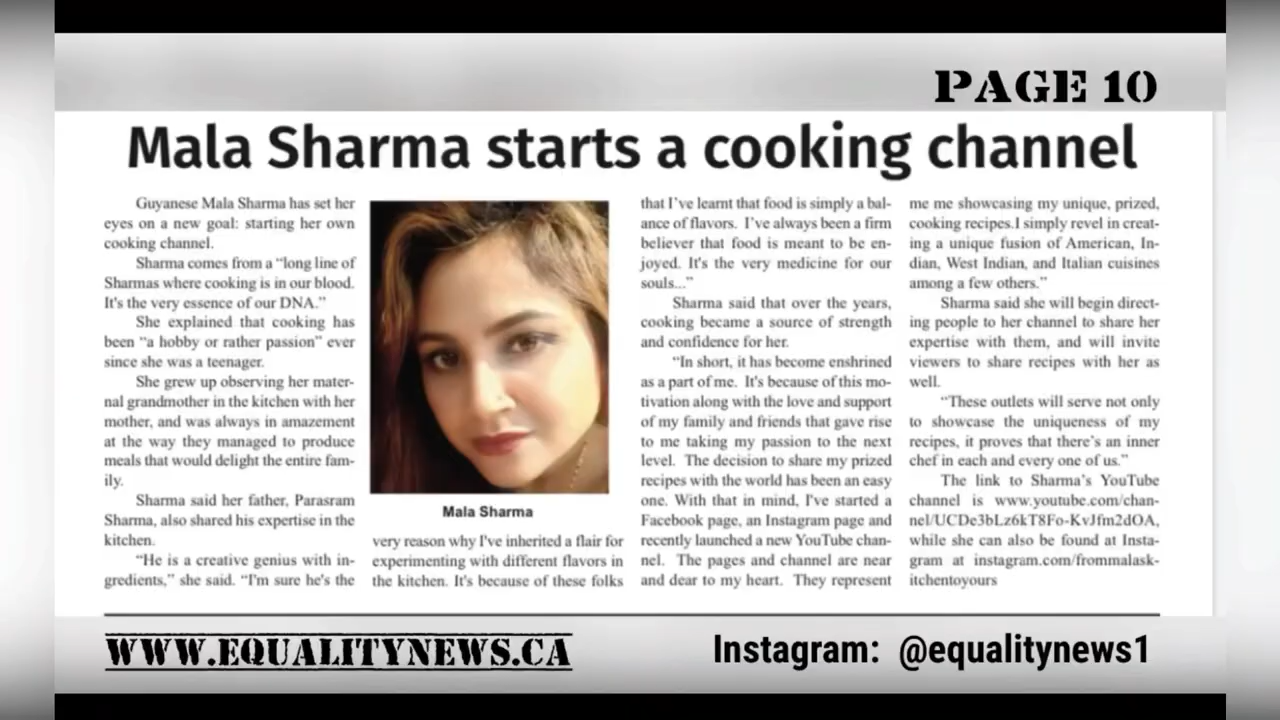 PAGE 10
Mala Sharma starts a cooking channel
Guyanese Mala Sharma has set her
eyes on a new goal: starting her own
cooking channel.
Sharma comes from a “long line of
Sharmas where cooking is in our blood.
It's the very essence of our DNA.”
She explained that cooking has
been “a hobby or rather passion” ever
since she was a teenager.
She grew up observing her mater-
nal grandmother in the kitchen with her
mother, and was always in amazement
at the way they managed to produce
meals that would delight the entire fam-
ily.
Sharma said her father, Parasram
Sharma, also shared his expertise in the
kitchen.
“He is a creative genius with in-
gredients,” she said. “I'm sure he's the
Mala Sharma
very reason why I've inherited a flair for
experimenting with different flavors in
the kitchen. It's because of these folks
that I’ve learnt that food is simply a bal-
ance of flavors. I’ve always been a firm
believer that food is meant to be en-
joyed. It's the very medicine for our
souls...”
Sharma said that over the years,
cooking became a source of strength
and confidence for her.
“In short, it has become enshrined
as a part of me. It's because of this mo-
tivation along with the love and support
of my family and friends that gave rise
to me taking my passion to the next
level. The decision to share my prized
recipes with the world has been an easy
one. With that in mind, I've started a
Facebook page, an Instagram page and
recently launched a new YouTube chan-
nel. The pages and channel are near
and dear to my heart. They represent
me me showcasing my unique, prized,
cooking recipes.I simply revel in creat-
ing a unique fusion of American, In-
dian, West Indian, and Italian cuisines
among a few others.”
Sharma said she will begin direct-
ing people to her channel to share her
expertise with them, and will invite
viewers to share recipes with her as
well.
“These outlets will serve not only
to showcase the uniqueness of my
recipes, it proves that there’s an inner
chef in each and every one of us.”
The link to Sharma’s YouTube
channel is www.youtube.com/chan-
nel/UCDe3bLz6kT8Fo-KvJfm2dOA,
while she can also be found at Insta-
gram at instagram.com/frommalask-
itchentoyours
WWW.EQUALITYNEWS.CA
Instagram: @equalitynews1